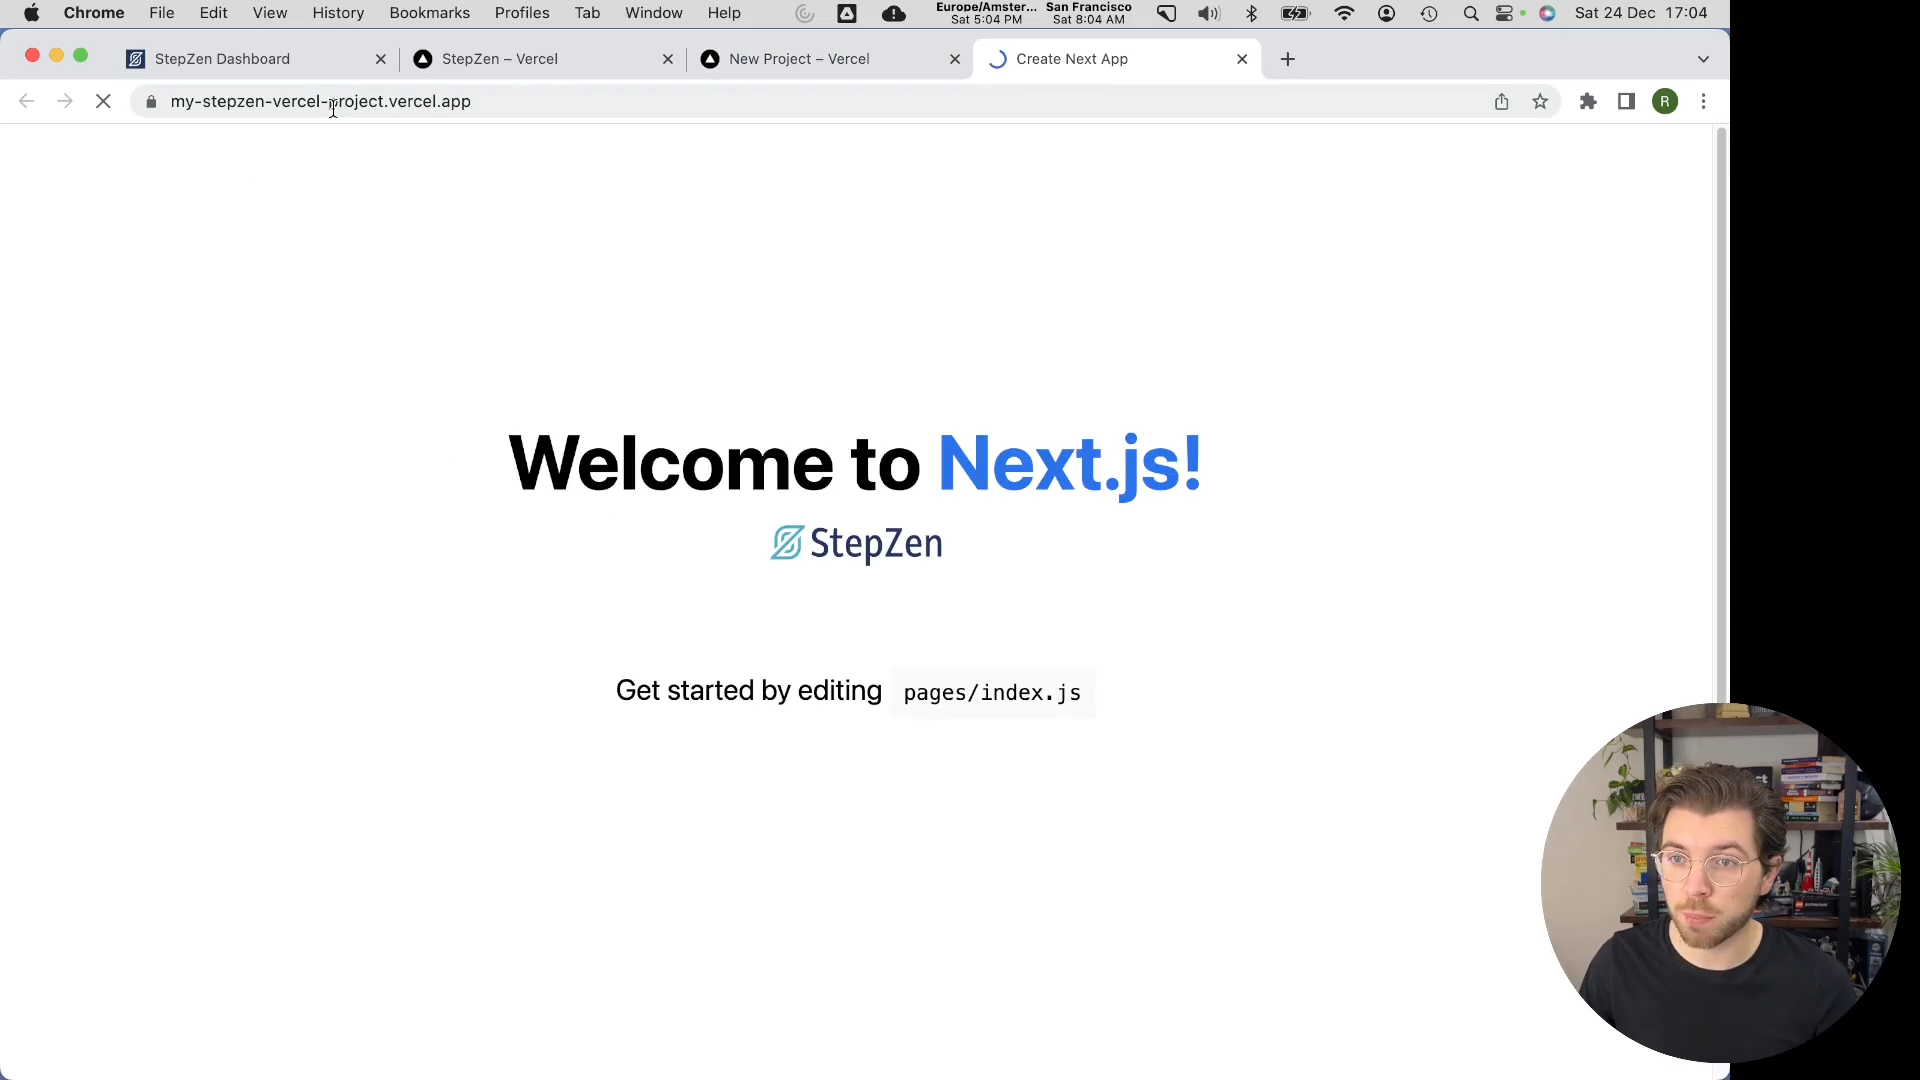 Chrome File Edit View History Bookmarks Profiles Tab Window Help
Europe/Amster... San Francisco
Sat 5:04 PM Sat 8:04 AM
Sat 24 Dec 17:04
StepZen Dashboard
StepZen – Vercel
New Project – Vercel
Create Next App
my-stepzen-vercel-project.vercel.app
R
Welcome to Next.js!
StepZen
Get started by editing pages/index.js